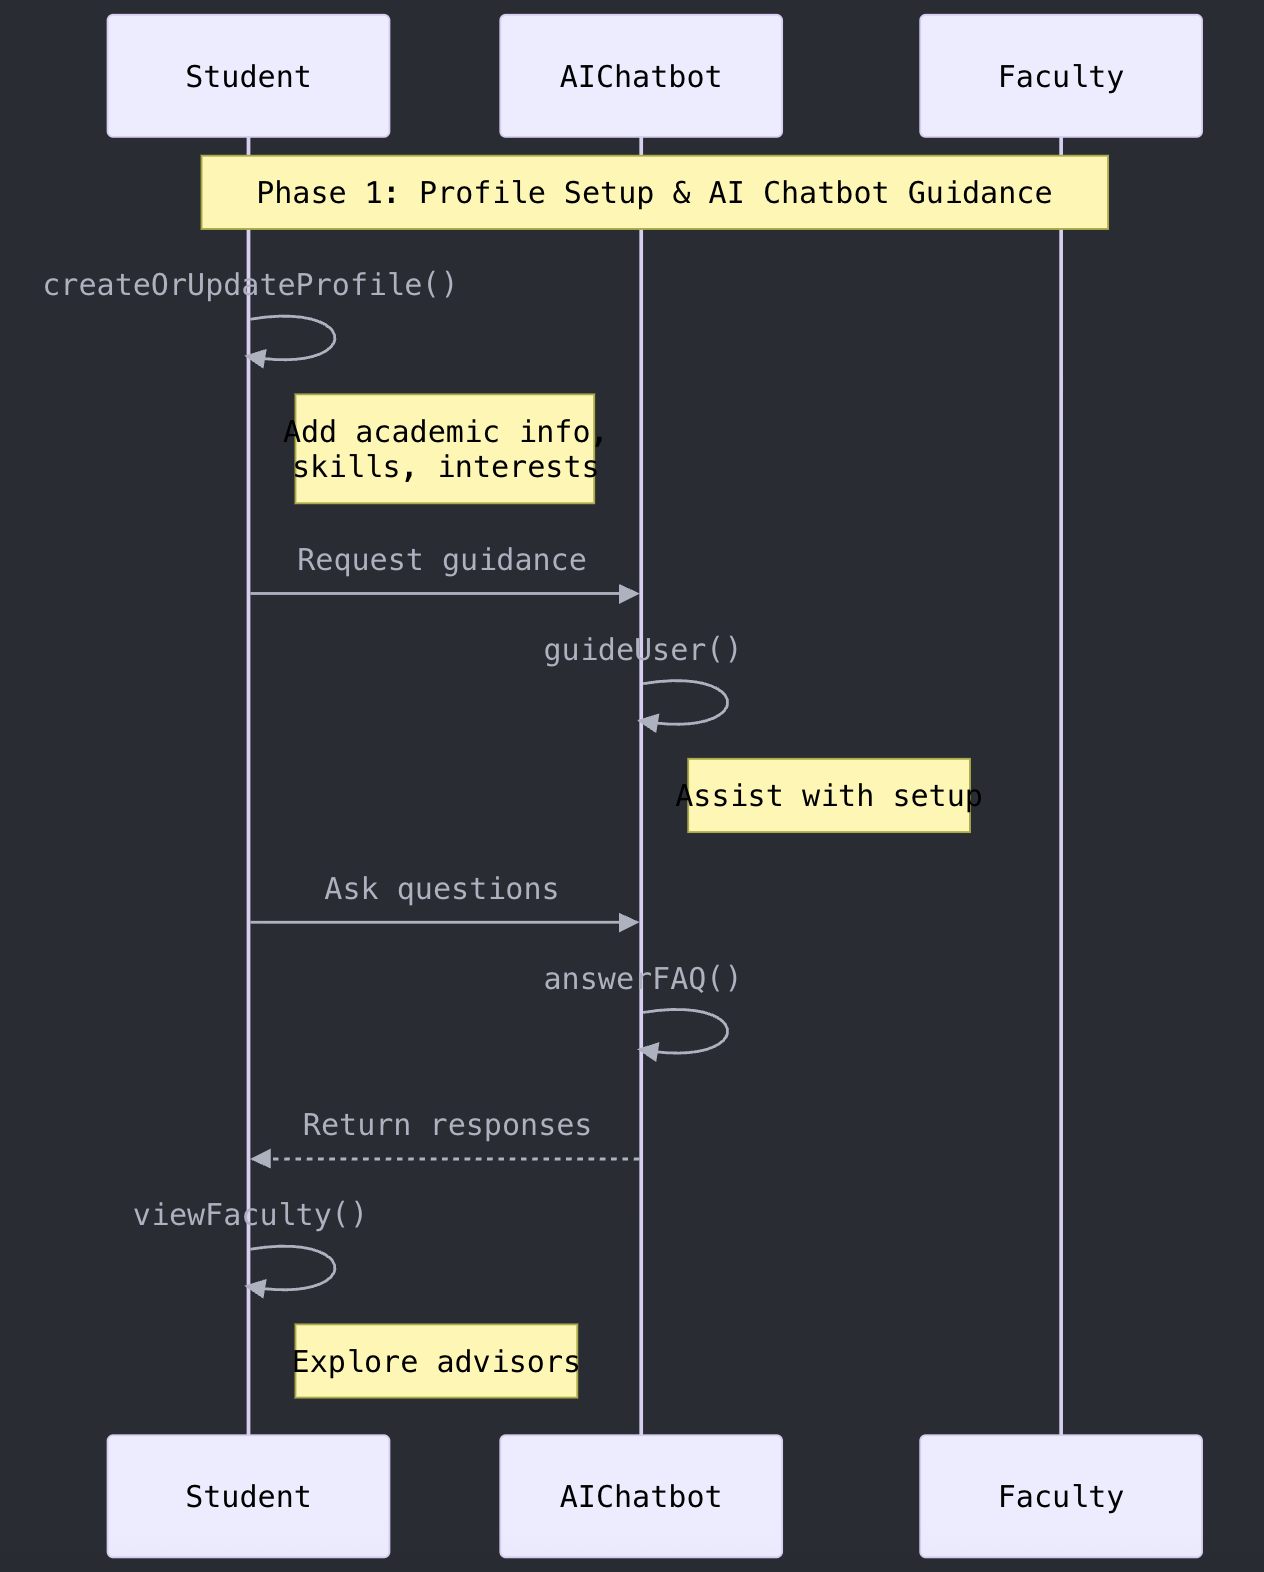 Student
AIChatbot
Faculty
Phase 1: Profile Setup & AI Chatbot Guidance
createOrUpdateProfile()
Add academic info,
skills, interests
Request guidance
guideUser()
Assist with setup
Ask questions
answerFAQ()
Return responses
viewFaculty()
Explore advisors
Student
AIChatbot
Faculty